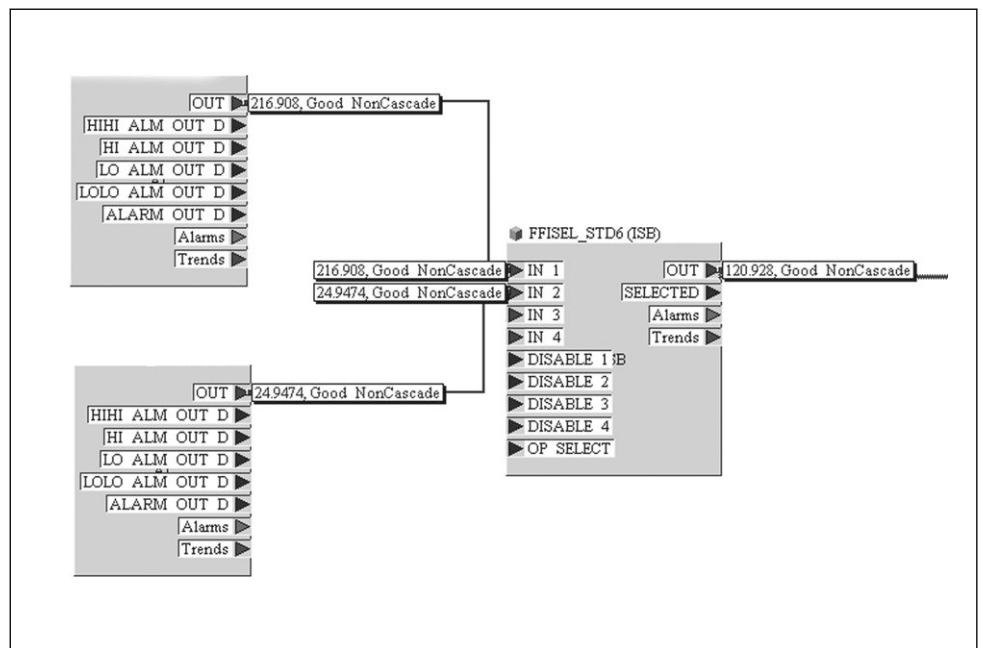 OUT 216.908, Good NonCascade
HIHI ALM OUT D
HI ALM OUT D
LO ALM OUT D
LOLO ALM OUT D
ALARM OUT D
Alarms
Trends
FFISEL_STD6 (ISB)
216.908, Good NonCascade IN 1 OUT 120.928, Good NonCascade
24.9474, Good NonCascade IN 2 SELECTED
IN 3 Alarms
IN 4 Trends
DISABLE 1
DISABLE 2
DISABLE 3
DISABLE 4
OP SELECT
OUT 24.9474, Good NonCascade
HIHI ALM OUT D
HI ALM OUT D
LO ALM OUT D
LOLO ALM OUT D
ALARM OUT D
Alarms
Trends